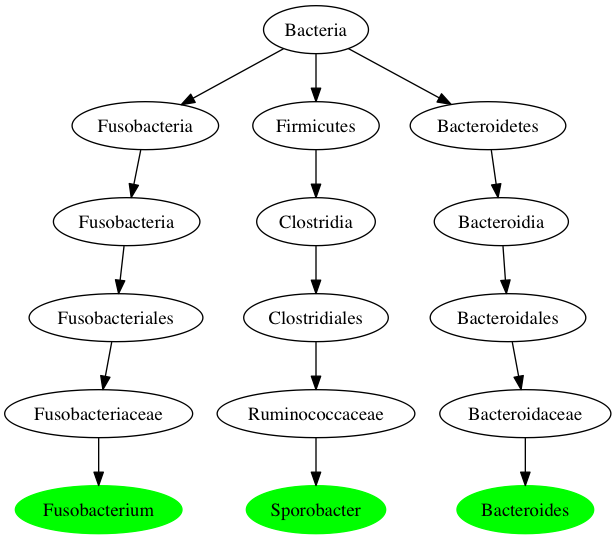 Bacteria
Fusobacteria
Firmicutes
Bacteroidetes
Fusobacteria
Clostridia
Bacteroidia
Fusobacteriales
Clostridiales
Bacteroidales
Fusobacteriaceae
Ruminococcaceae
Bacteroidaceae
Fusobacterium
Sporobacter
Bacteroides